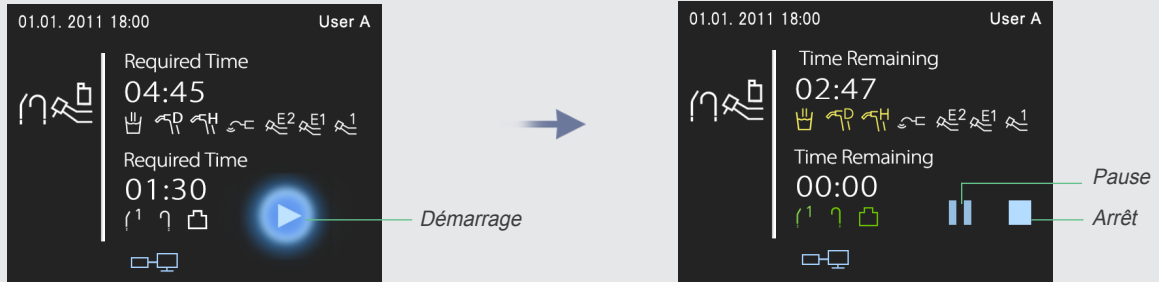 01.01. 2011 18:00 User A
Required Time
04:45
D H E2 E1 1
Required Time
01:30
1
Démarrage
01.01. 2011 18:00 User A
Time Remaining
02:47
D H E2 E1 1
Time Remaining
00:00
1
Pause
Arrêt